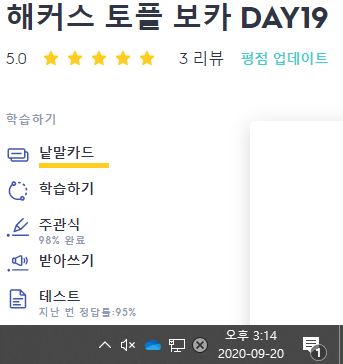 해커스 토플 보카 DAY19
5.0 3 리뷰 평점 업데이트
학습하기
낱말카드
학습하기
주관식
98% 완료
받아쓰기
테스트
지난 번 정답률:95%
오후 3:14
2020-09-20
1